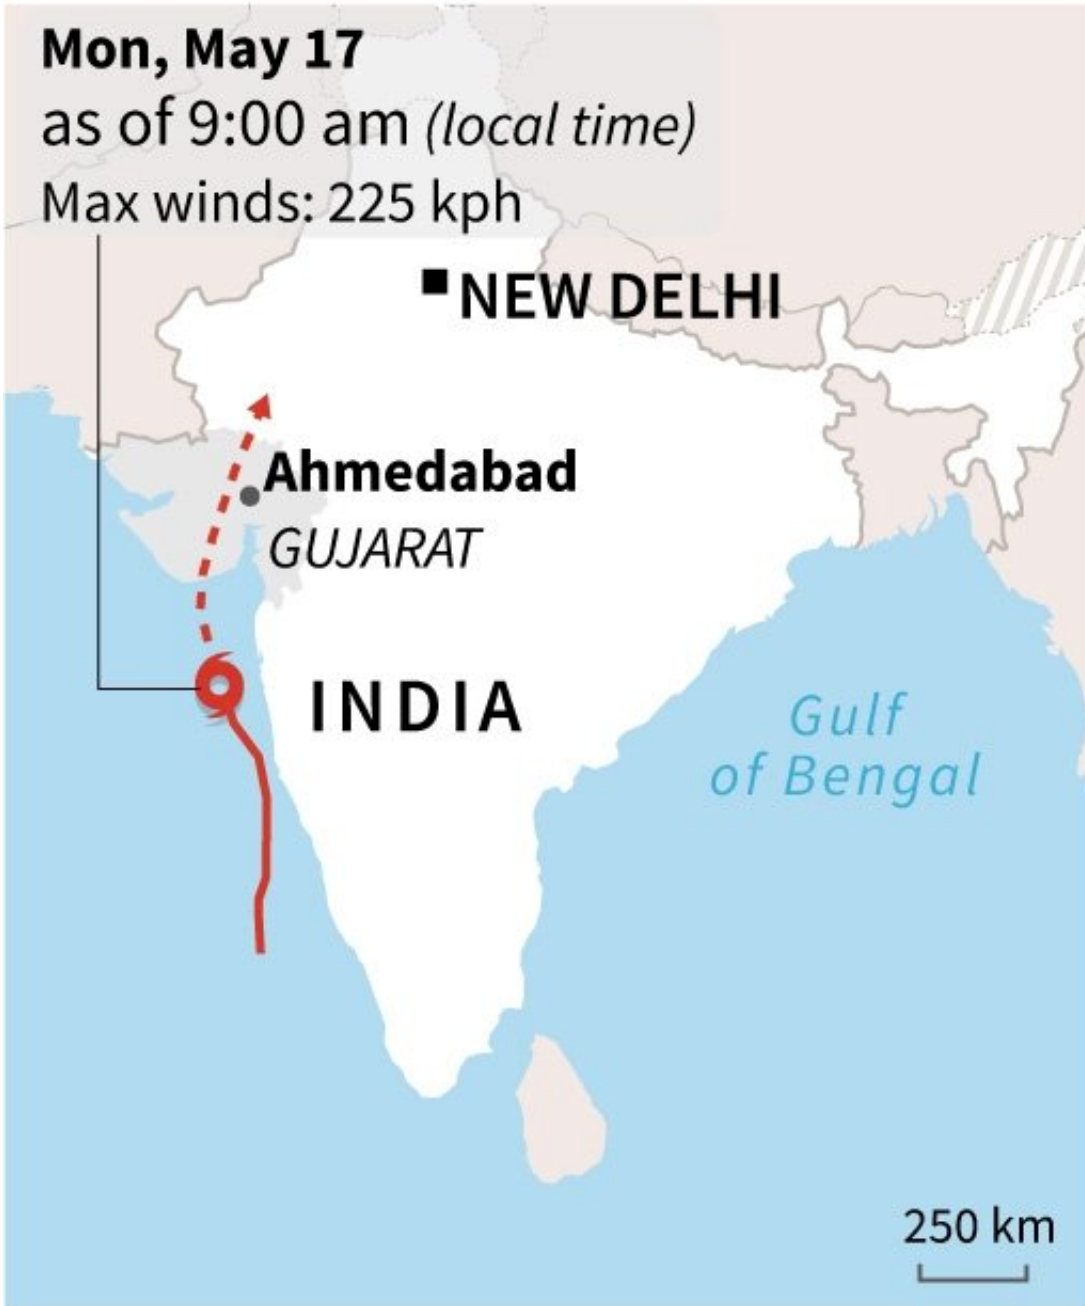 Mon, May 17
as of 9:00 am (local time)
Max winds: 225 kph
NEW DELHI
Ahmedabad
GUJARAT
INDIA
Gulf
of Bengal
250 km